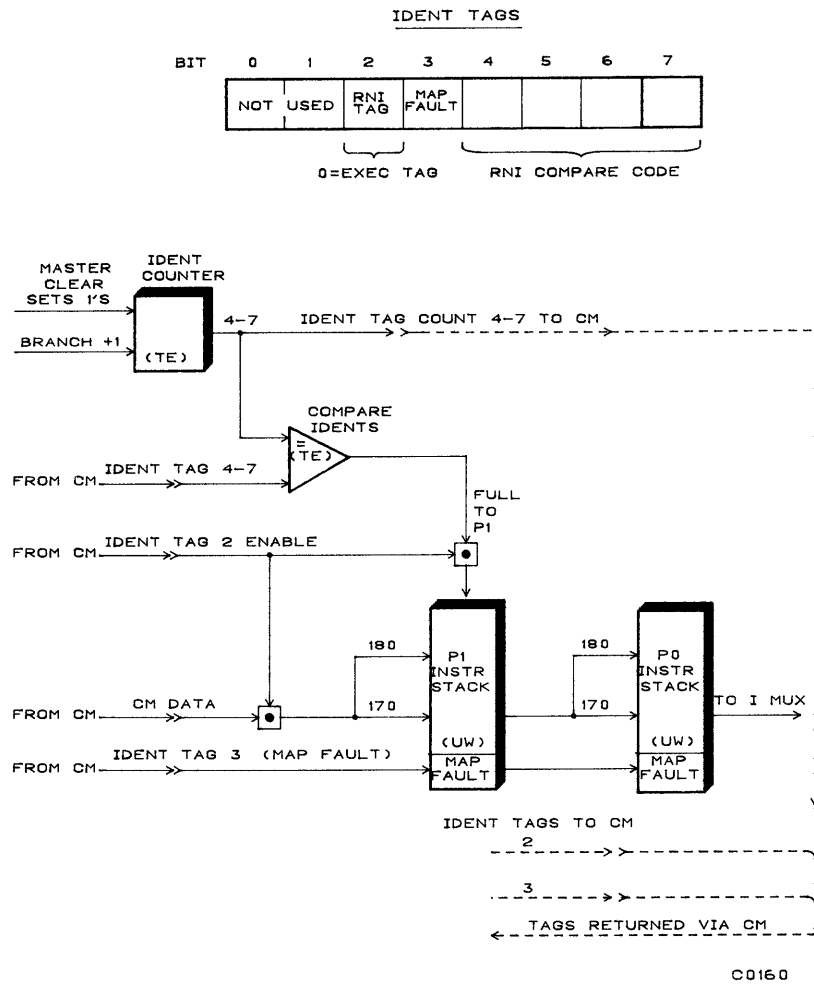 IDENT TAGS
BIT 0 1 2 3 4 5 6 7
NOT USED RNI TAG MAP FAULT
0=EXEC TAG RNI COMPARE CODE
MASTER CLEAR SETS 1'S
IDENT COUNTER
BRANCH +1
(TE)
4-7
IDENT TAG COUNT 4-7 TO CM
COMPARE IDENTS
=
(TE)
FROM CM IDENT TAG 4-7
FULL TO P1
FROM CM IDENT TAG 2 ENABLE
180
P1 INSTR STACK
180
P0 INSTR STACK
FROM CM CM DATA
170
170
TO I MUX
(UW)
(UW)
FROM CM IDENT TAG 3 (MAP FAULT)
MAP FAULT
MAP FAULT
IDENT TAGS TO CM
2
3
TAGS RETURNED VIA CM
C0160